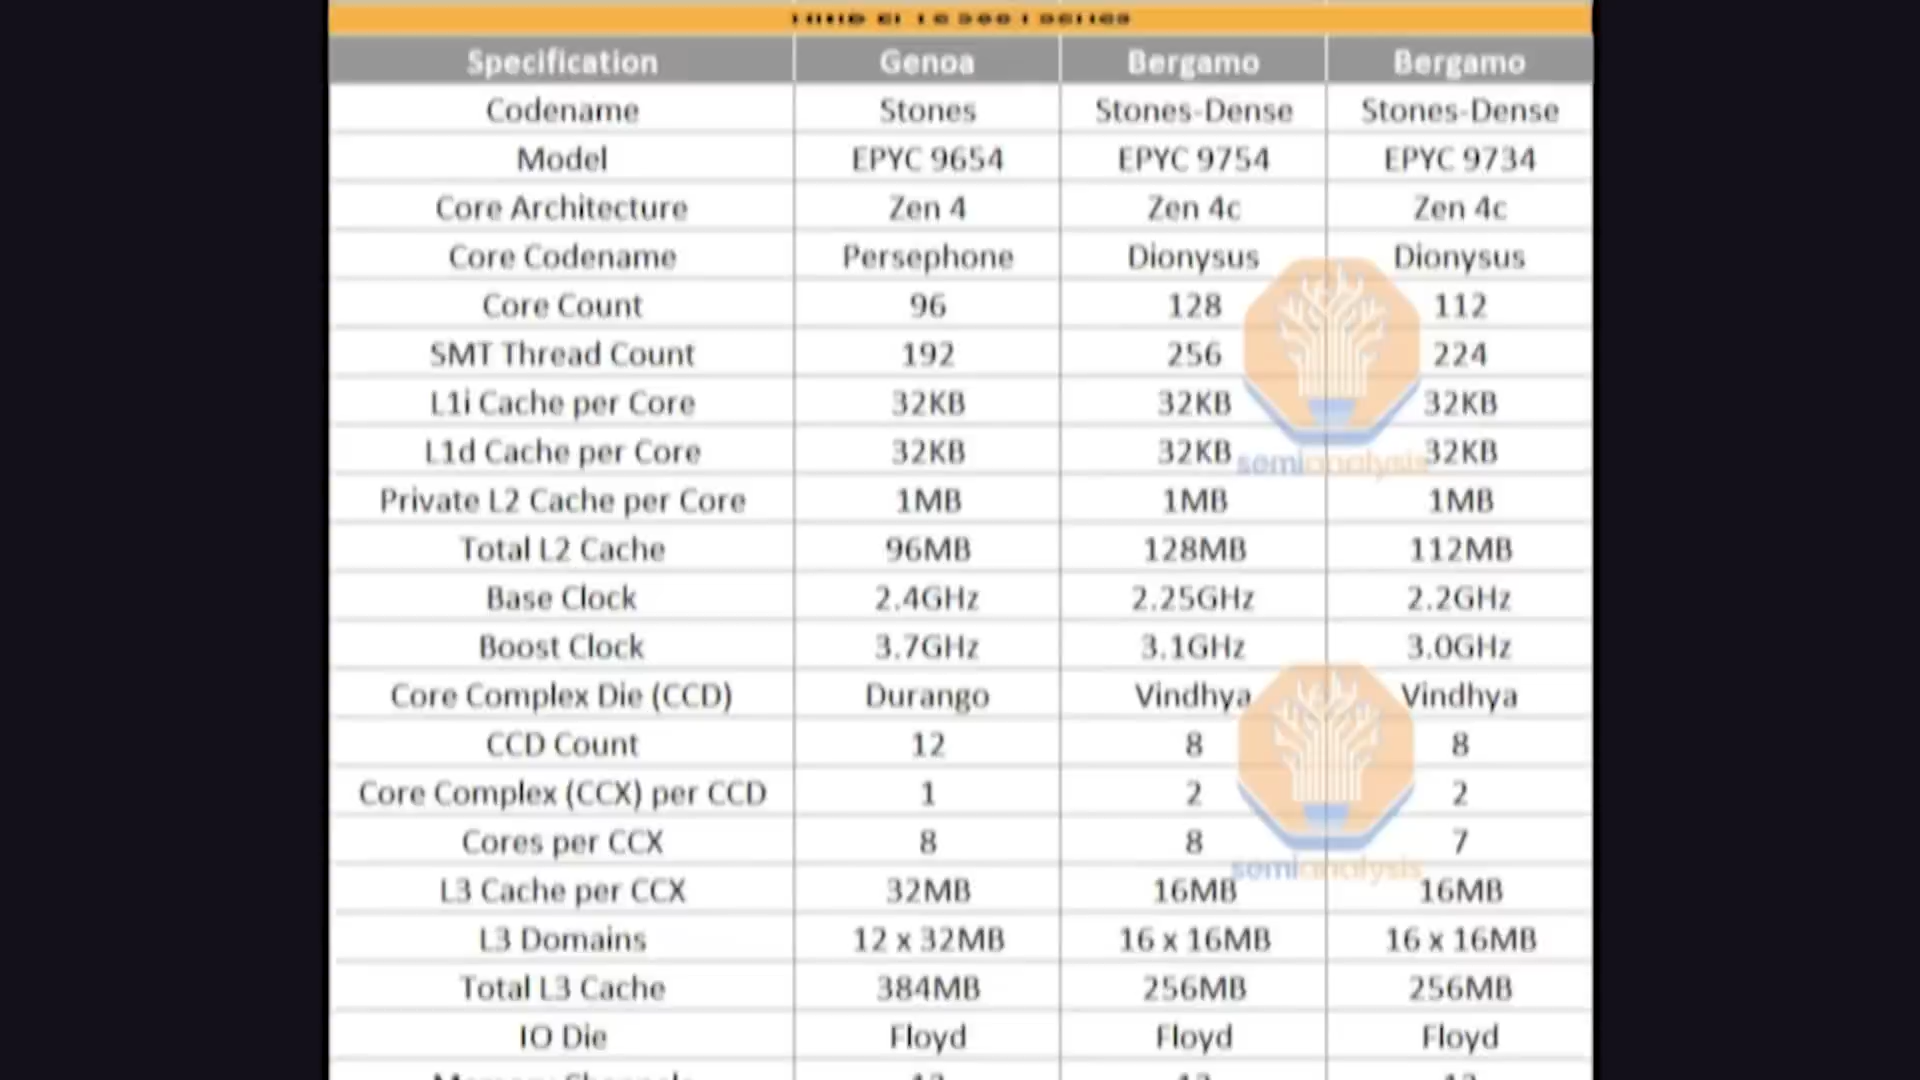 Specification Genoa Bergamo Bergamo
Codename Stones Stones-Dense Stones-Dense
Model EPYC 9654 EPYC 9754 EPYC 9734
Core Architecture Zen 4 Zen 4c Zen 4c
Core Codename Persephone Dionysus Dionysus
Core Count 96 128 112
SMT Thread Count 192 256 224
L1i Cache per Core 32KB 32KB 32KB
L1d Cache per Core 32KB 32KB 32KB
semianalysis
Private L2 Cache per Core 1MB 1MB 1MB
Total L2 Cache 96MB 128MB 112MB
Base Clock 2.4GHz 2.25GHz 2.2GHz
Boost Clock 3.7GHz 3.1GHz 3.0GHz
Core Complex Die (CCD) Durango Vindhya Vindhya
CCD Count 12 8 8
Core Complex (CCX) per CCD 1 2 2
Cores per CCX 8 8 7
semianalysis
L3 Cache per CCX 32MB 16MB 16MB
L3 Domains 12 x 32MB 16 x 16MB 16 x 16MB
Total L3 Cache 384MB 256MB 256MB
IO Die Floyd Floyd Floyd